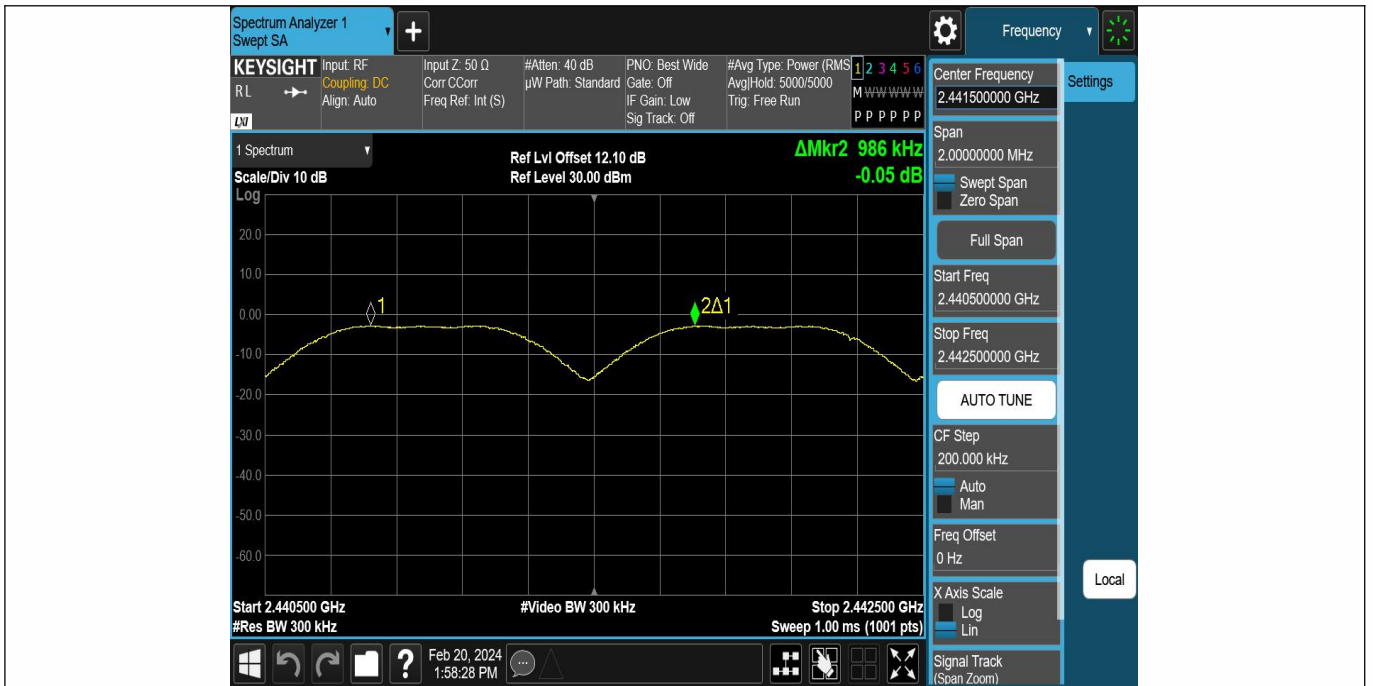 Spectrum Analyzer 1
Swept SA
+
Frequency
KEYSIGHT
RL
LXI
Input: RF
Coupling: DC
Align: Auto
Input Z: 50 Ω
Corr CCorr
Freq Ref: Int (S)
#Atten: 40 dB
µW Path: Standard
PNO: Best Wide
Gate: Off
IF Gain: Low
Sig Track: Off
#Avg Type: Power (RMS
Avg|Hold: 5000/5000
Trig: Free Run
1 2 3 4 5 6
M W W W W W
P P P P P P
1 Spectrum
Scale/Div 10 dB
Log
Ref Lvl Offset 12.10 dB
Ref Level 30.00 dBm
ΔMkr2 986 kHz
-0.05 dB
20.0
10.0
0.00
-10.0
-20.0
-30.0
-40.0
-50.0
-60.0
1
2Δ1
Start 2.440500 GHz
#Res BW 300 kHz
#Video BW 300 kHz
Stop 2.442500 GHz
Sweep 1.00 ms (1001 pts)
Center Frequency
2.441500000 GHz
Settings
Span
2.00000000 MHz
Swept Span
Zero Span
Full Span
Start Freq
2.440500000 GHz
Stop Freq
2.442500000 GHz
AUTO TUNE
CF Step
200.000 kHz
Auto
Man
Freq Offset
0 Hz
X Axis Scale
Log
Lin
Local
Signal Track
(Span Zoom)
?
Feb 20, 2024
1:58:28 PM